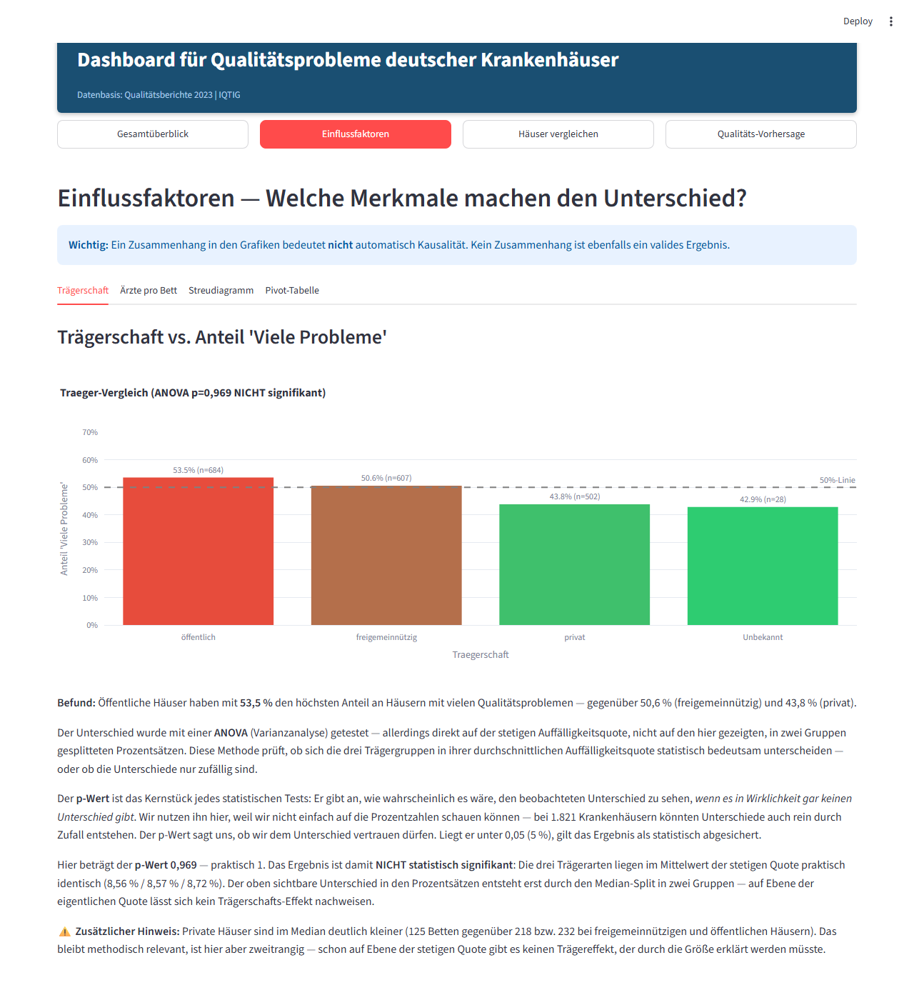 Deploy
Dashboard für Qualitätsprobleme deutscher Krankenhäuser
Datenbasis: Qualitätsberichte 2023 | IQTIG
Gesamtüberblick
Einflussfaktoren
Häuser vergleichen
Qualitäts-Vorhersage
Einflussfaktoren — Welche Merkmale machen den Unterschied?
Wichtig: Ein Zusammenhang in den Grafiken bedeutet nicht automatisch Kausalität. Kein Zusammenhang ist ebenfalls ein valides Ergebnis.
Trägerschaft
Ärzte pro Bett
Streudiagramm
Pivot-Tabelle
Trägerschaft vs. Anteil 'Viele Probleme'
Traeger-Vergleich (ANOVA p=0,969 NICHT signifikant)
70%
60%
50%
40%
30%
20%
10%
0%
Anteil 'Viele Probleme'
53.5% (n=684)
50.6% (n=607)
43.8% (n=502)
42.9% (n=28)
50%-Linie
öffentlich
freigemeinnützig
privat
Unbekannt
Traegerschaft
Befund: Öffentliche Häuser haben mit 53,5 % den höchsten Anteil an Häusern mit vielen Qualitätsproblemen — gegenüber 50,6 % (freigemeinnützig) und 43,8 % (privat).
Der Unterschied wurde mit einer ANOVA (Varianzanalyse) getestet — allerdings direkt auf der stetigen Auffälligkeitsquote, nicht auf den hier gezeigten, in zwei Gruppen
gesplitteten Prozentsätzen. Diese Methode prüft, ob sich die drei Trägergruppen in ihrer durchschnittlichen Auffälligkeitsquote statistisch bedeutsam unterscheiden —
oder ob die Unterschiede nur zufällig sind.
Der p-Wert ist das Kernstück jedes statistischen Tests: Er gibt an, wie wahrscheinlich es wäre, den beobachteten Unterschied zu sehen, wenn es in Wirklichkeit gar keinen
Unterschied gibt. Wir nutzen ihn hier, weil wir nicht einfach auf die Prozentzahlen schauen können — bei 1.821 Krankenhäusern könnten Unterschiede auch rein durch
Zufall entstehen. Der p-Wert sagt uns, ob wir dem Unterschied vertrauen dürfen. Liegt er unter 0,05 (5 %), gilt das Ergebnis als statistisch abgesichert.
Hier beträgt der p-Wert 0,969 — praktisch 1. Das Ergebnis ist damit NICHT statistisch signifikant: Die drei Trägerarten liegen im Mittelwert der stetigen Quote praktisch
identisch (8,56 % / 8,57 % / 8,72 %). Der oben sichtbare Unterschied in den Prozentsätzen entsteht erst durch den Median-Split in zwei Gruppen — auf Ebene der
eigentlichen Quote lässt sich kein Trägerschafts-Effekt nachweisen.
⚠️ Zusätzlicher Hinweis: Private Häuser sind im Median deutlich kleiner (125 Betten gegenüber 218 bzw. 232 bei freigemeinnützigen und öffentlichen Häusern). Das
bleibt methodisch relevant, ist hier aber zweitrangig — schon auf Ebene der stetigen Quote gibt es keinen Trägereffekt, der durch die Größe erklärt werden müsste.